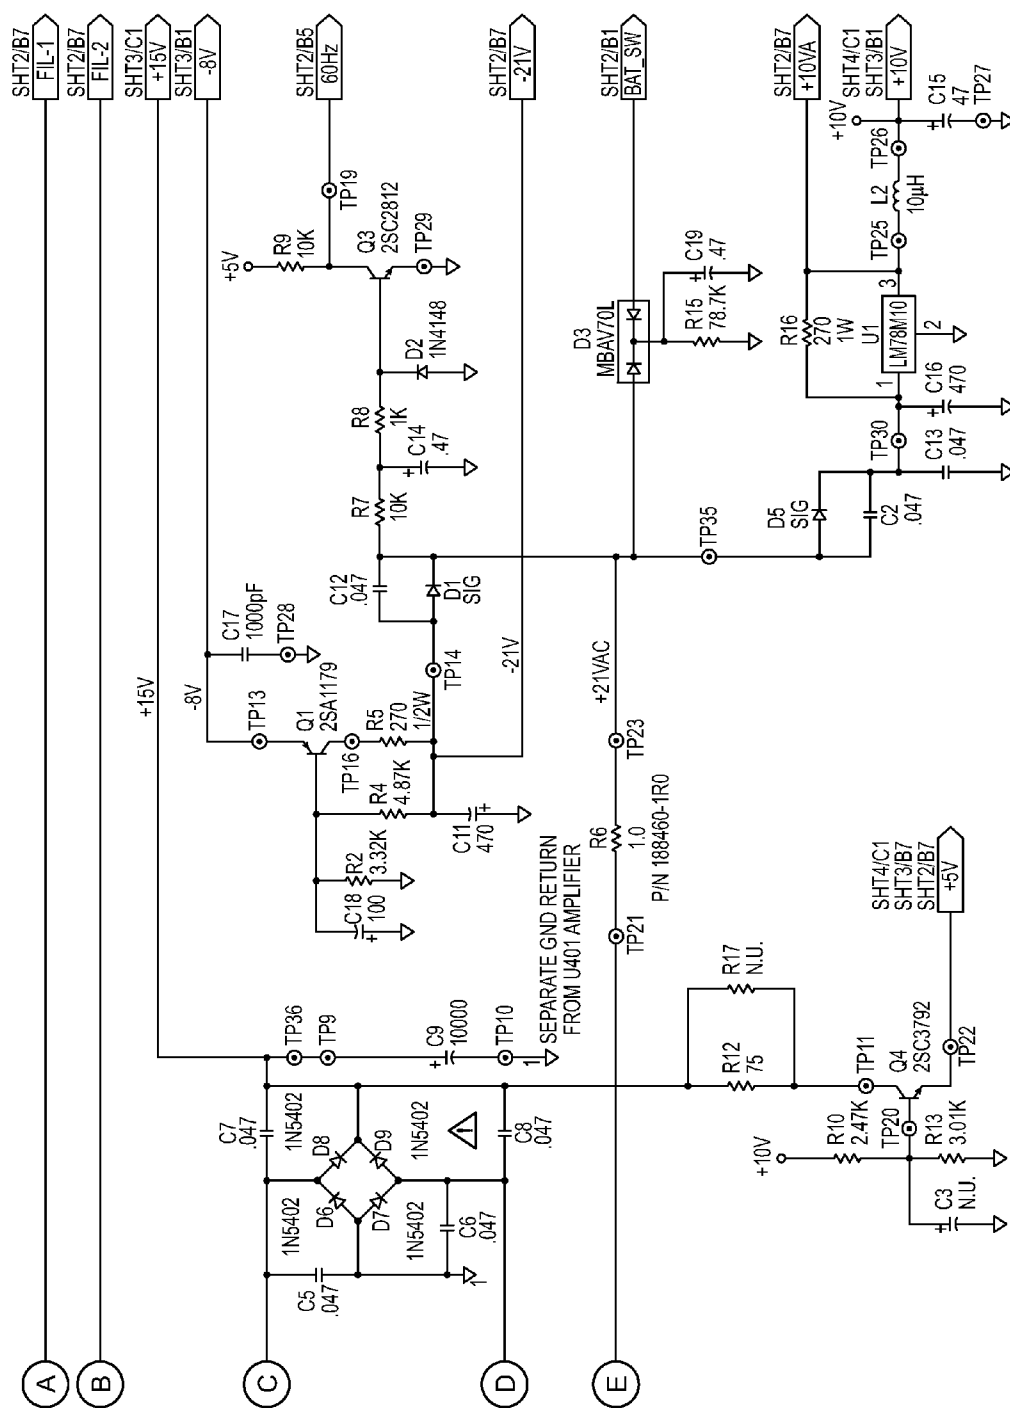 SHT2/B7
FIL-1
SHT2/B7
FIL-2
SHT3/C1
+15V
SHT3/B1
-8V
SHT2/B5
60Hz
SHT2/B7
-21V
SHT2/B1
BAT_SW
SHT2/B7
+10VA
SHT4/C1
SHT3/B1
+10V
A
B
C
D
E
+15V
-8V
C17
1000pF
TP28
TP13
Q1
2SA1179
TP16
R5
270
1/2W
R4
4.87K
R2
3.32K
C18
100
C11
470
TP14
-21V
C12
.047
D1
SIG
R7
10K
C14
.47
R8
1K
D2
1N4148
+5V
R9
10K
Q3
2SC2812
TP19
TP29
TP36
TP9
C9
10000
TP10
1
SEPARATE GND RETURN
FROM U401 AMPLIFIER
C7
.047
1N5402
D8
D9
1N5402
C8
.047
1N5402
D6
D7
1N5402
C6
.047
C5
.047
1
TP21
R6
1.0
P/N 188460-1R0
TP23
+21VAC
D3
MBAV70L
C19
.47
R15
78.7K
TP35
D5
SIG
C2
.047
C13
.047
TP30
C16
470
R16
270
1W
U1
LM78M10
1
2
3
TP25
L2
10µH
TP26
+10V
C15
47
TP27
R17
N.U.
R12
75
TP11
Q4
2SC3792
TP22
TP20
+10V
R10
2.47K
R13
3.01K
C3
N.U.
SHT4/C1
SHT3/B7
SHT2/B7
+5V